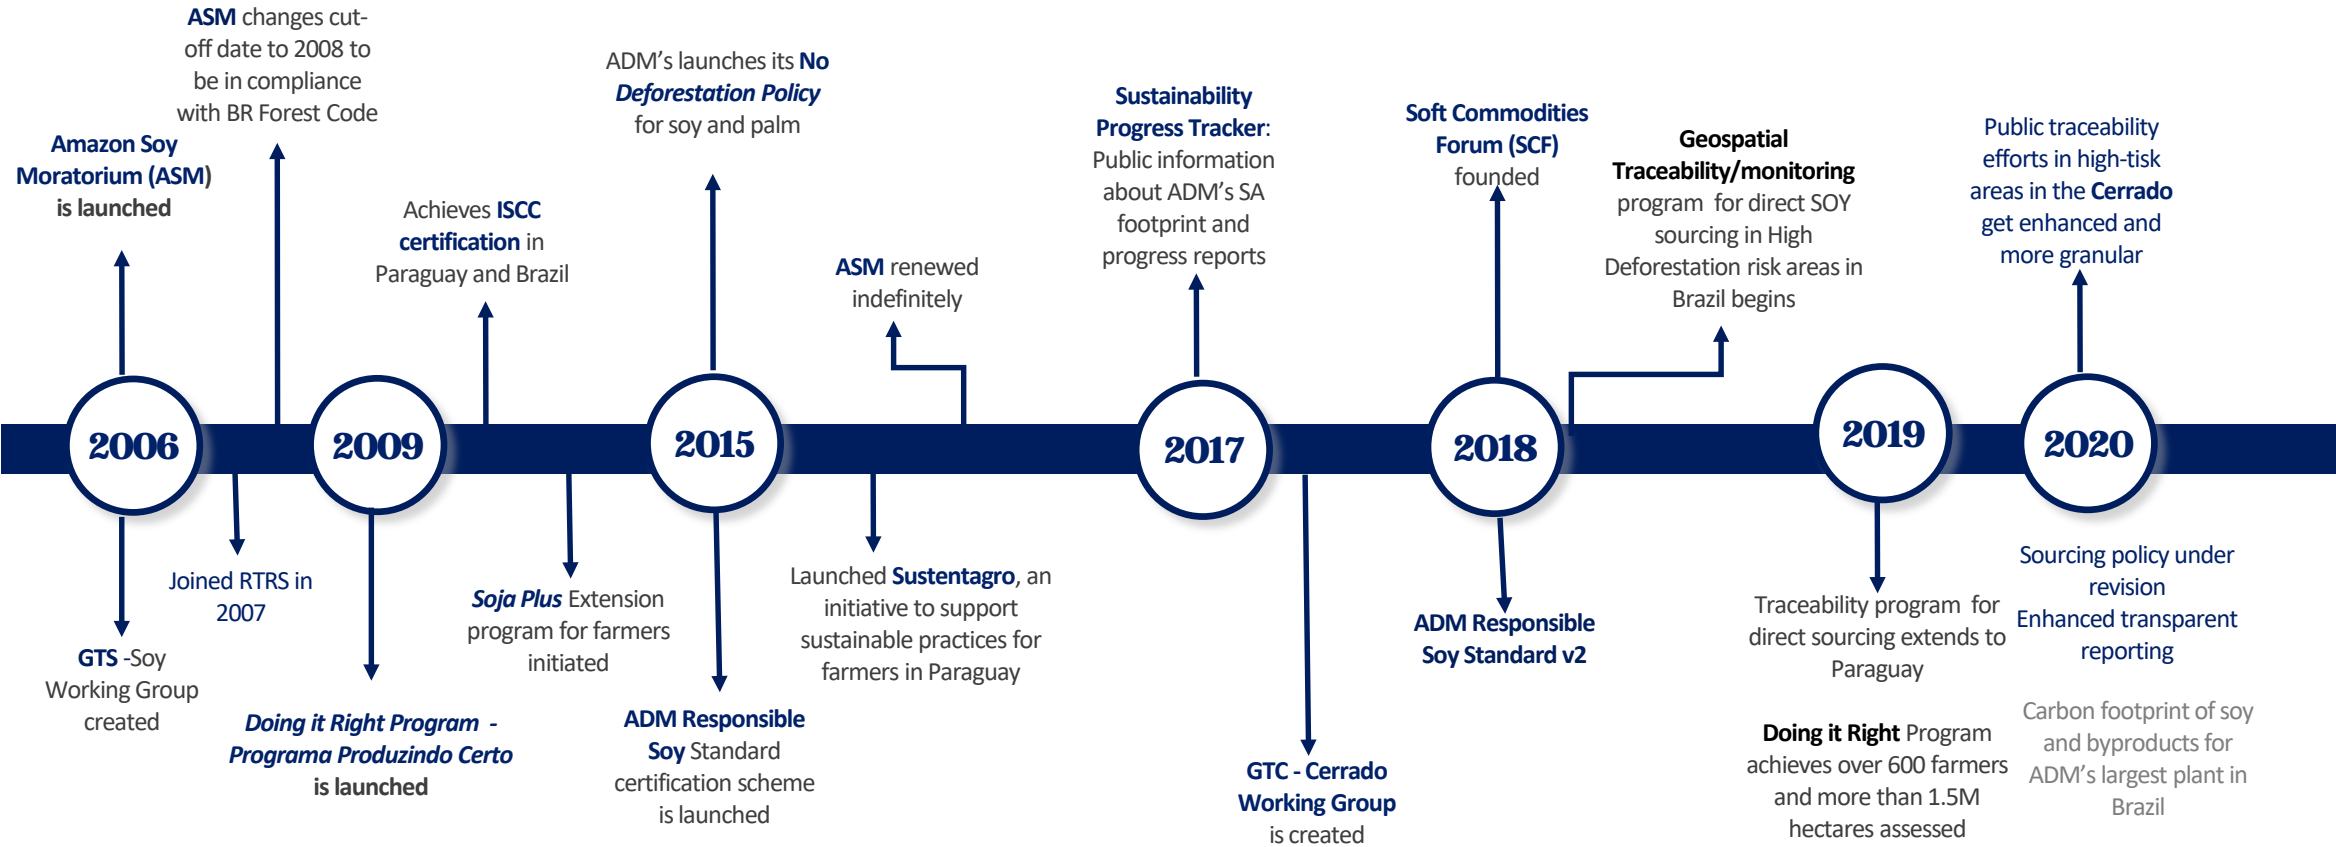 ASM changes cut-
off date to 2008 to
be in compliance
with BR Forest Code
Amazon Soy
Moratorium (ASM)
is launched
Achieves ISCC
certification in
Paraguay and Brazil
ADM's launches its No
Deforestation Policy
for soy and palm
ASM renewed
indefinitely
Sustainability
Progress Tracker:
Public information
about ADM's SA
footprint and
progress reports
Soft Commodities
Forum (SCF)
founded
Geospatial
Traceability/monitoring
program for direct SOY
sourcing in High
Deforestation risk areas in
Brazil begins
Public traceability
efforts in high-tisk
areas in the Cerrado
get enhanced and
more granular
2006
2009
2015
2017
2018
2019
2020
GTS -Soy
Working Group
created
Joined RTRS in
2007
Doing it Right Program -
Programa Produzindo Certo
is launched
Soja Plus Extension
program for farmers
initiated
ADM Responsible
Soy Standard
certification scheme
is launched
Launched Sustentagro, an
initiative to support
sustainable practices for
farmers in Paraguay
GTC - Cerrado
Working Group
is created
ADM Responsible
Soy Standard v2
Traceability program for
direct sourcing extends to
Paraguay
Doing it Right Program
achieves over 600 farmers
and more than 1.5M
hectares assessed
Sourcing policy under
revision
Enhanced transparent
reporting
Carbon footprint of soy
and byproducts for
ADM's largest plant in
Brazil